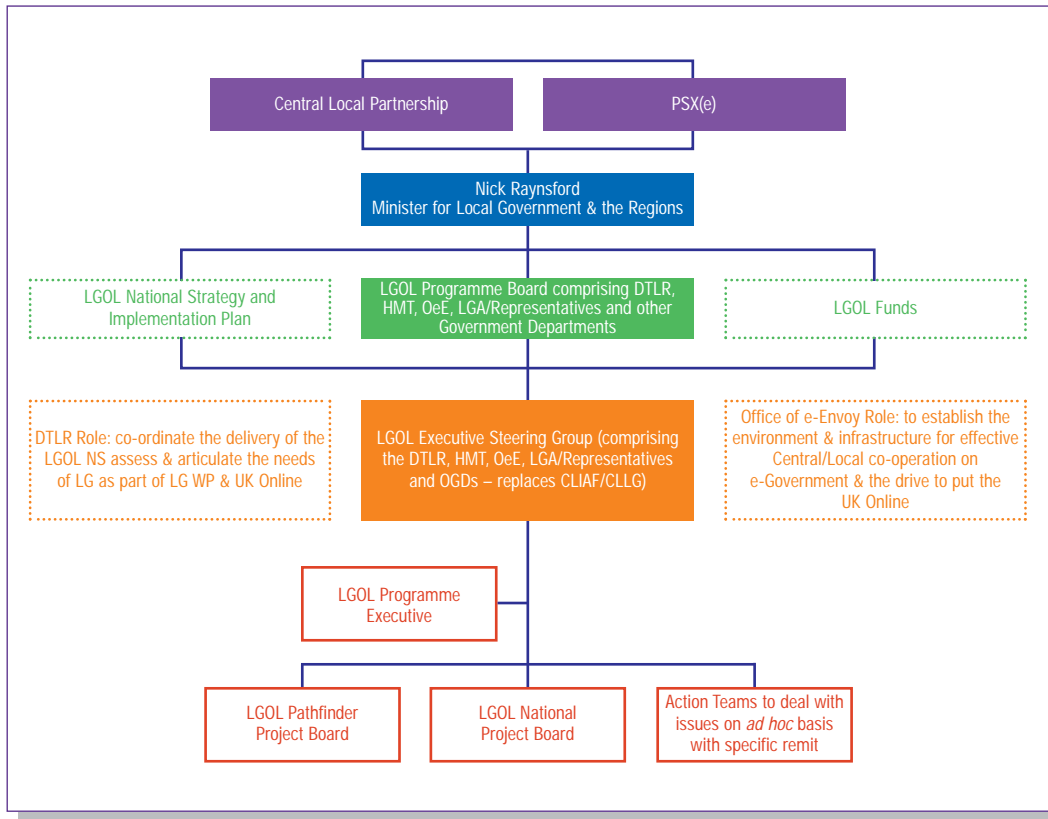 Central Local Partnership
PSX(e)
Nick Raynsford
Minister for Local Government & the Regions
LGOL National Strategy and
Implementation Plan
LGOL Programme Board comprising DTLR,
HMT, OeE, LGA/Representatives and other
Government Departments
LGOL Funds
DTLR Role: co-ordinate the delivery of the
LGOL NS assess & articulate the needs
of LG as part of LG WP & UK Online
LGOL Executive Steering Group (comprising
the DTLR, HMT, OeE, LGA/Representatives
and OGDs – replaces CLIAF/CLLG)
Office of e-Envoy Role: to establish the
environment & infrastructure for effective
Central/Local co-operation on
e-Government & the drive to put the
UK Online
LGOL Programme
Executive
LGOL Pathfinder
Project Board
LGOL National
Project Board
Action Teams to deal with
issues on ad hoc basis
with specific remit